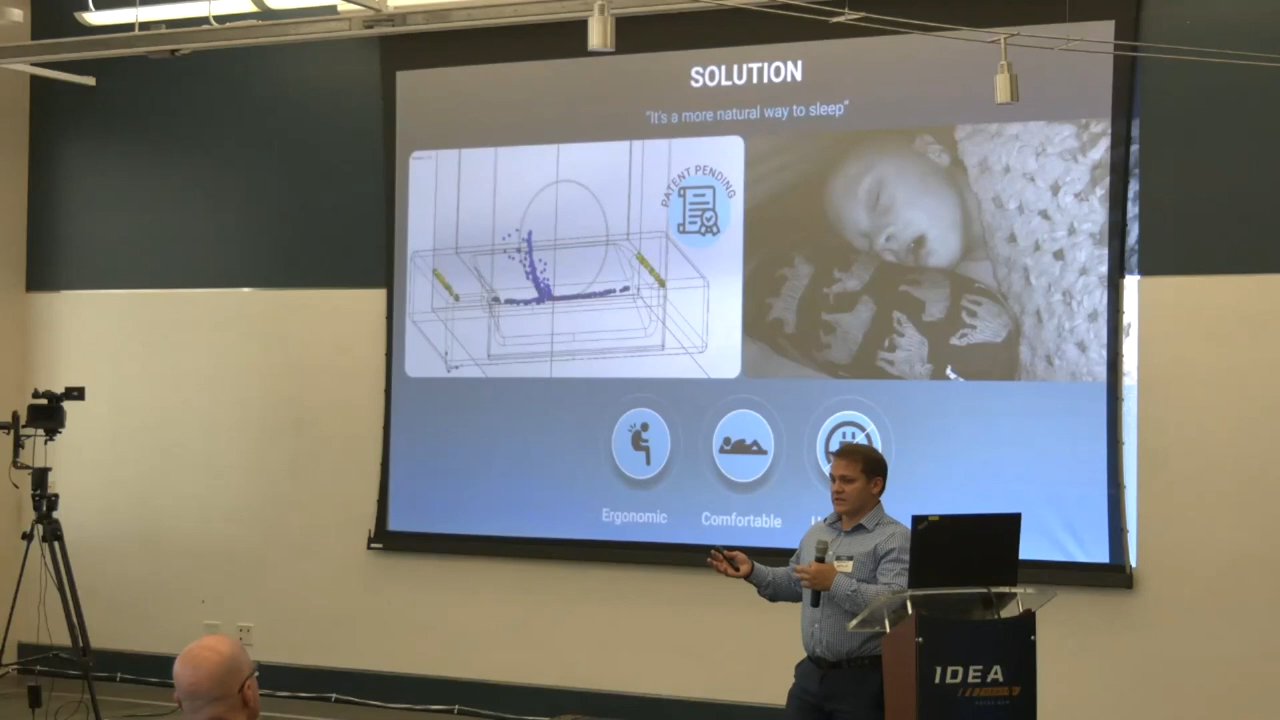 SOLUTION
"It's a more natural way to sleep"
PATENT PENDING
Ergonomic
Comfortable
IDEA